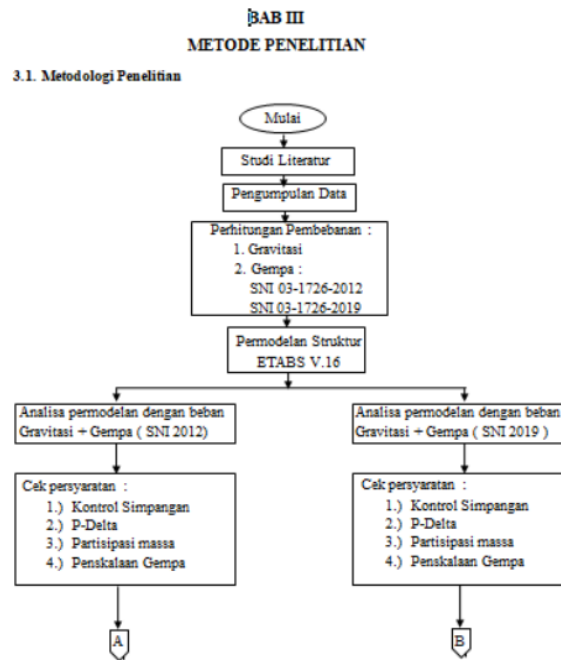 BAB III
METODE PENELITIAN
3.1. Metodologi Penelitian
Mulai
Studi Literatur
Pengumpulan Data
Perhitungan Pembebanan :
1. Gravitasi
2. Gempa :
SNI 03-1726-2012
SNI 03-1726-2019
Permodelan Struktur
ETABS V.16
Analisa permodelan dengan beban
Gravitasi + Gempa ( SNI 2012)
Cek persyaratan :
1.) Kontrol Simpangan
2.) P-Delta
3.) Partisipasi massa
4.) Penskalaan Gempa
A
Analisa permodelan dengan beban
Gravitasi + Gempa ( SNI 2019 )
Cek persyaratan :
1.) Kontrol Simpangan
2.) P-Delta
3.) Partisipasi massa
4.) Penskalaan Gempa
B